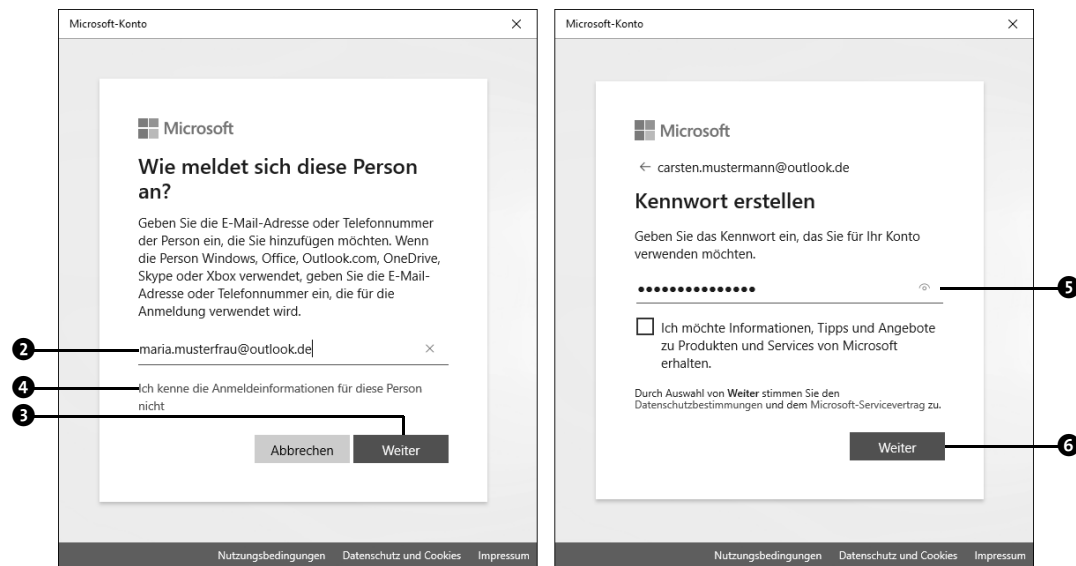 Microsoft-Konto
Microsoft
Wie meldet sich diese Person
an?
Geben Sie die E-Mail-Adresse oder Telefonnummer
der Person ein, die Sie hinzufügen möchten. Wenn
die Person Windows, Office, Outlook.com, OneDrive,
Skype oder Xbox verwendet, geben Sie die E-Mail-
Adresse oder Telefonnummer ein, die für die
Anmeldung verwendet wird.
2 maria.musterfrau@outlook.de
4 Ich kenne die Anmeldeinformationen für diese Person
nicht
3
Abbrechen Weiter
Nutzungsbedingungen Datenschutz und Cookies Impressum
Microsoft-Konto
Microsoft
← carsten.mustermann@outlook.de
Kennwort erstellen
Geben Sie das Kennwort ein, das Sie für Ihr Konto
verwenden möchten.
••••••••••••••• 5
Ich möchte Informationen, Tipps und Angebote
zu Produkten und Services von Microsoft
erhalten.
Durch Auswahl von Weiter stimmen Sie den
Datenschutzbestimmungen und dem Microsoft-Servicevertrag zu.
Weiter 6
Nutzungsbedingungen Datenschutz und Cookies Impressum